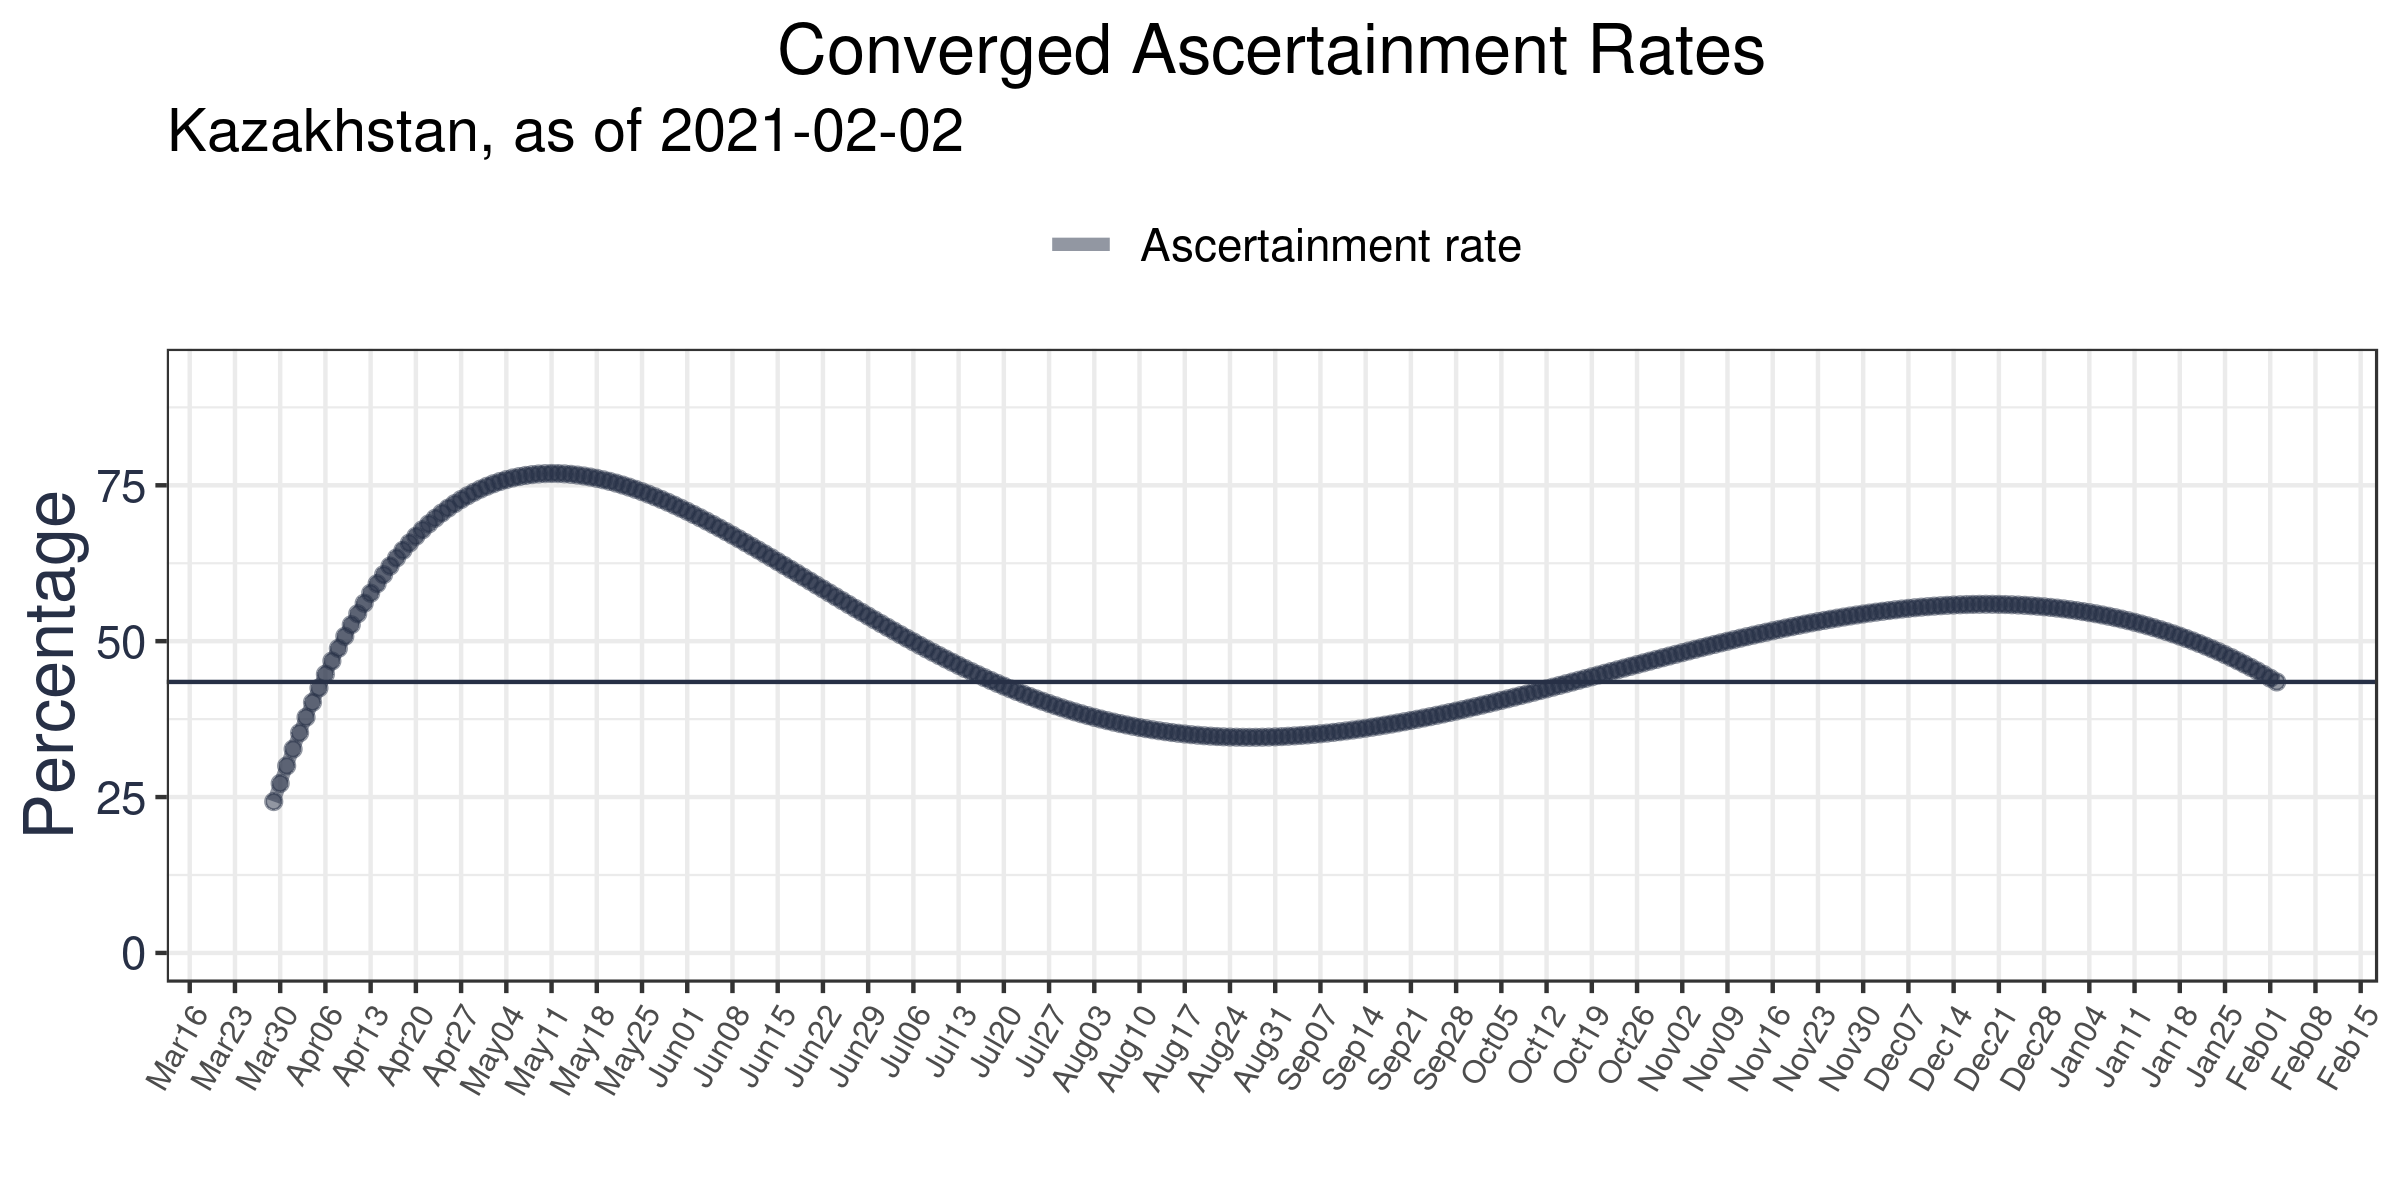 Converged Ascertainment Rates
Kazakhstan, as of 2021-02-02
Ascertainment rate
Percentage
75
50
25
0
Mar16
Mar23
Mar30
Apr06
Apr13
Apr20
Apr27
May04
May11
May18
May25
Jun01
Jun08
Jun15
Jun22
Jun29
Jul06
Jul13
Jul20
Jul27
Aug03
Aug10
Aug17
Aug24
Aug31
Sep07
Sep14
Sep21
Sep28
Oct05
Oct12
Oct19
Oct26
Nov02
Nov09
Nov16
Nov23
Nov30
Dec07
Dec14
Dec21
Dec28
Jan04
Jan11
Jan18
Jan25
Feb01
Feb08
Feb15